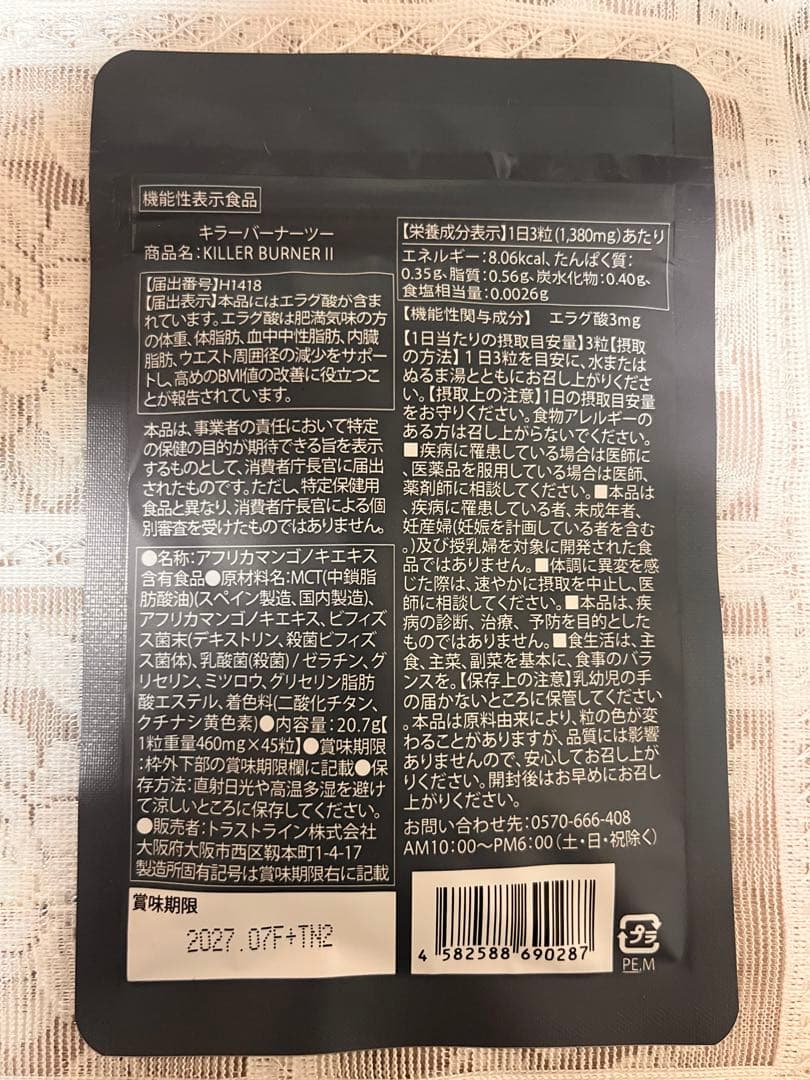 機能性表示食品
キラーバーナーツー
商品名：KILLER BURNER II
【届出番号】H1418
【届出表示】本品にはエラグ酸が含ま
れています。エラグ酸は肥満気味の方
の体重、体脂肪、血中中性脂肪、内臓
脂肪、ウエスト周囲径の減少をサポー
トし、高めのBMI値の改善に役立つこ
とが報告されています。
本品は、事業者の責任において特定
の保健の目的が期待できる旨を表示
するものとして、消費者庁長官に届出
されたものです。ただし、特定保健用
食品と異なり、消費者庁長官による個
別審査を受けたものではありません。
●名称：アフリカマンゴノキエキス
含有食品●原材料名：MCT(中鎖脂
肪酸油)(スペイン製造、国内製造)、
アフリカマンゴノキエキス、ビフィズ
ス菌末(デキストリン、殺菌ビフィズ
ス菌体)、乳酸菌(殺菌) / ゼラチン、グ
リセリン、ミツロウ、グリセリン脂肪
酸エステル、着色料(二酸化チタン、
クチナシ黄色素)●内容量：20.7g【
1粒重量460mg×45粒】●賞味期限
：枠外下部の賞味期限欄に記載●保
存方法：直射日光や高温多湿を避け
て涼しいところに保存してください。
●販売者：トラストライン株式会社
大阪府大阪市西区靱本町1-4-17
製造所固有記号は賞味期限右に記載
賞味期限
2027.07F+TN2
【栄養成分表示】1日3粒(1,380mg)あたり
エネルギー：8.06kcal、たんぱく質：
0.35g、脂質：0.56g、炭水化物：0.40g、
食塩相当量：0.0026g
【機能性関与成分】 エラグ酸3mg
【1日当たりの摂取目安量】3粒【摂取
の方法】1日3粒を目安に、水または
ぬるま湯とともにお召し上がりくださ
い。【摂取上の注意】1日の摂取目安量
をお守りください。食物アレルギーの
ある方は召し上がらないでください。
■疾病に罹患している場合は医師に
、医薬品を服用している場合は医師、
薬剤師に相談してください。■本品は
、疾病に罹患している者、未成年者、
妊産婦(妊娠を計画している者を含む
。)及び授乳婦を対象に開発された食
品ではありません。■体調に異変を感
じた際は、速やかに摂取を中止し、医
師に相談してください。■本品は、疾
病の診断、治療、予防を目的とした
ものではありません。■食生活は、主
食、主菜、副菜を基本に、食事のバラ
ンスを。【保存上の注意】乳幼児の手
の届かないところに保管してください
。本品は原料由来により、粒の色が変
わることがありますが、品質には影響
ありませんので、安心してお召し上が
りください。開封後はお早めにお召し
上がりください。
お問い合わせ先：0570-666-408
AM10:00〜PM6:00（土・日・祝除く）
4 582588 690287
プラ
PE,M